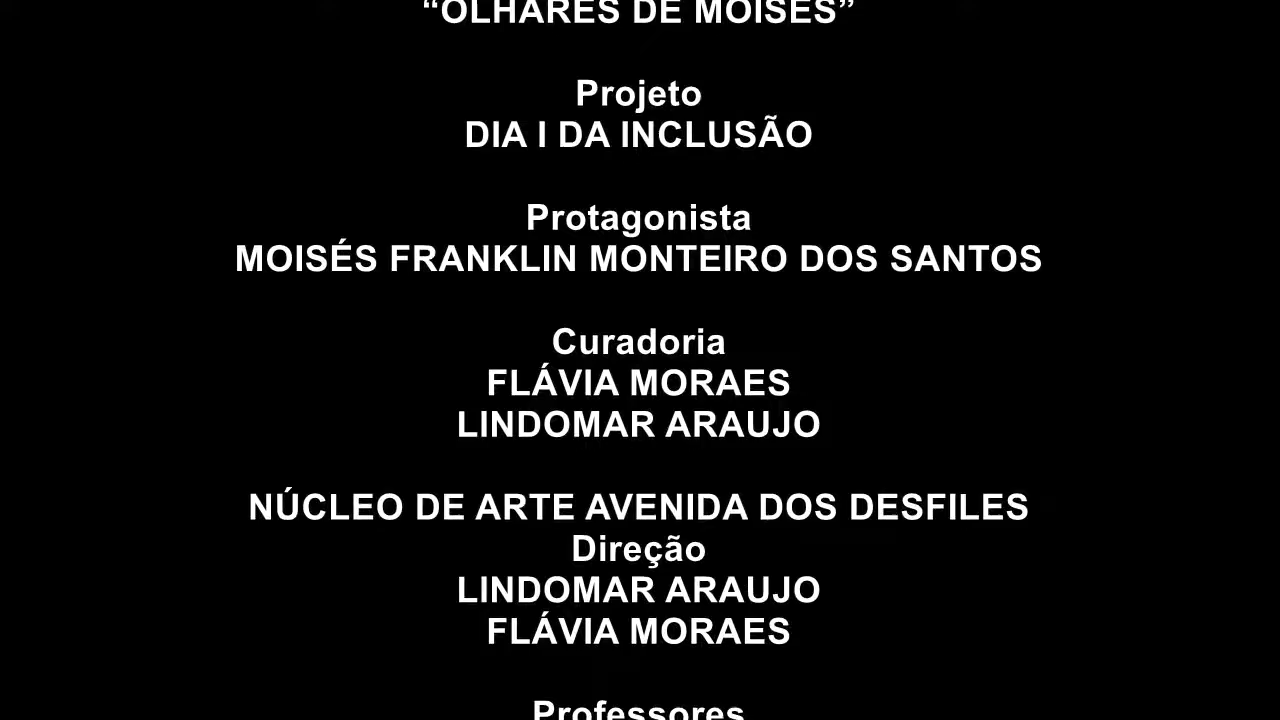 “OLHARES DE MOISÉS”
Projeto
DIA I DA INCLUSÃO
Protagonista
MOISÉS FRANKLIN MONTEIRO DOS SANTOS
Curadoria
FLÁVIA MORAES
LINDOMAR ARAUJO
NÚCLEO DE ARTE AVENIDA DOS DESFILES
Direção
LINDOMAR ARAUJO
FLÁVIA MORAES
Professores